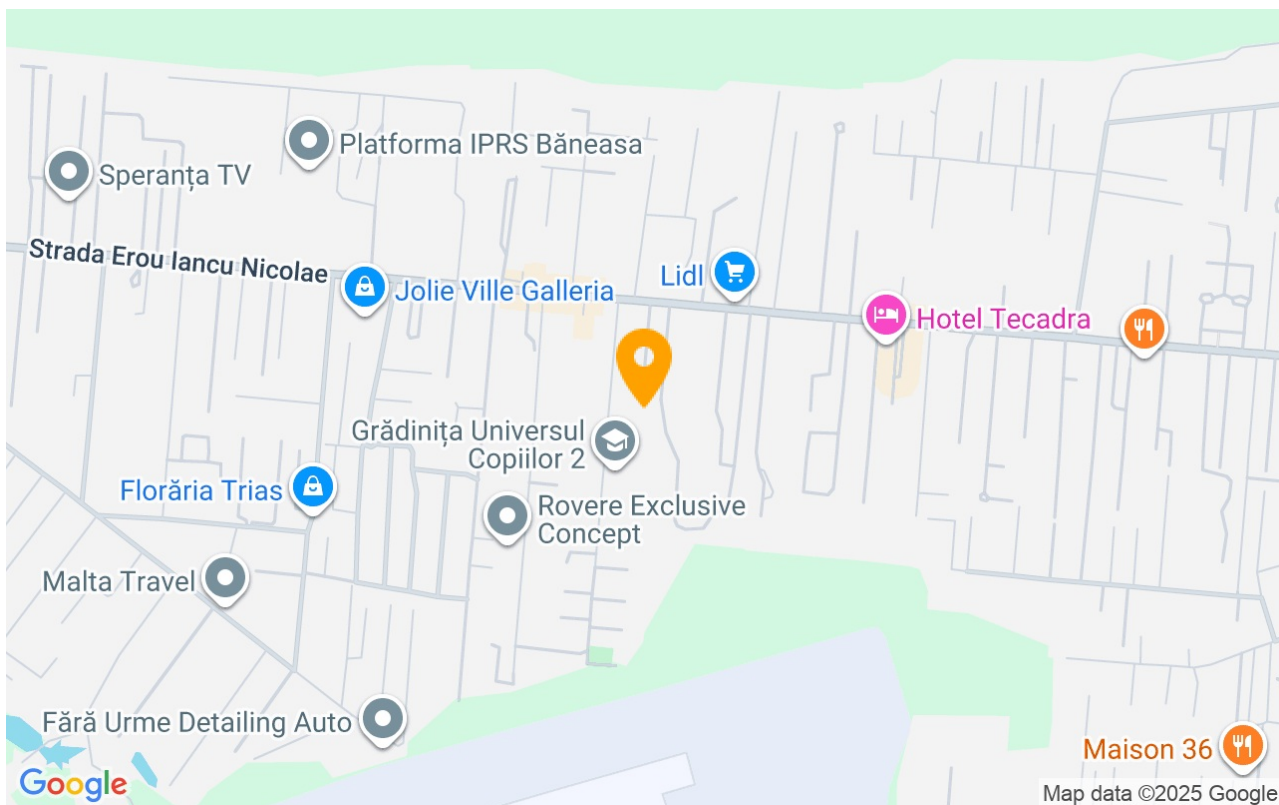 Platforma IPRS Băneasa
Speranța TV
Strada Erou Iancu Nicolae
Jolie Ville Galleria
Lidl
Hotel Tecadra
Grădinița Universul
Copiilor 2
Florăria Trias
Rovere Exclusive
Concept
Malta Travel
Fără Urme Detailing Auto
Maison 36
Google
Map data ©2025 Google